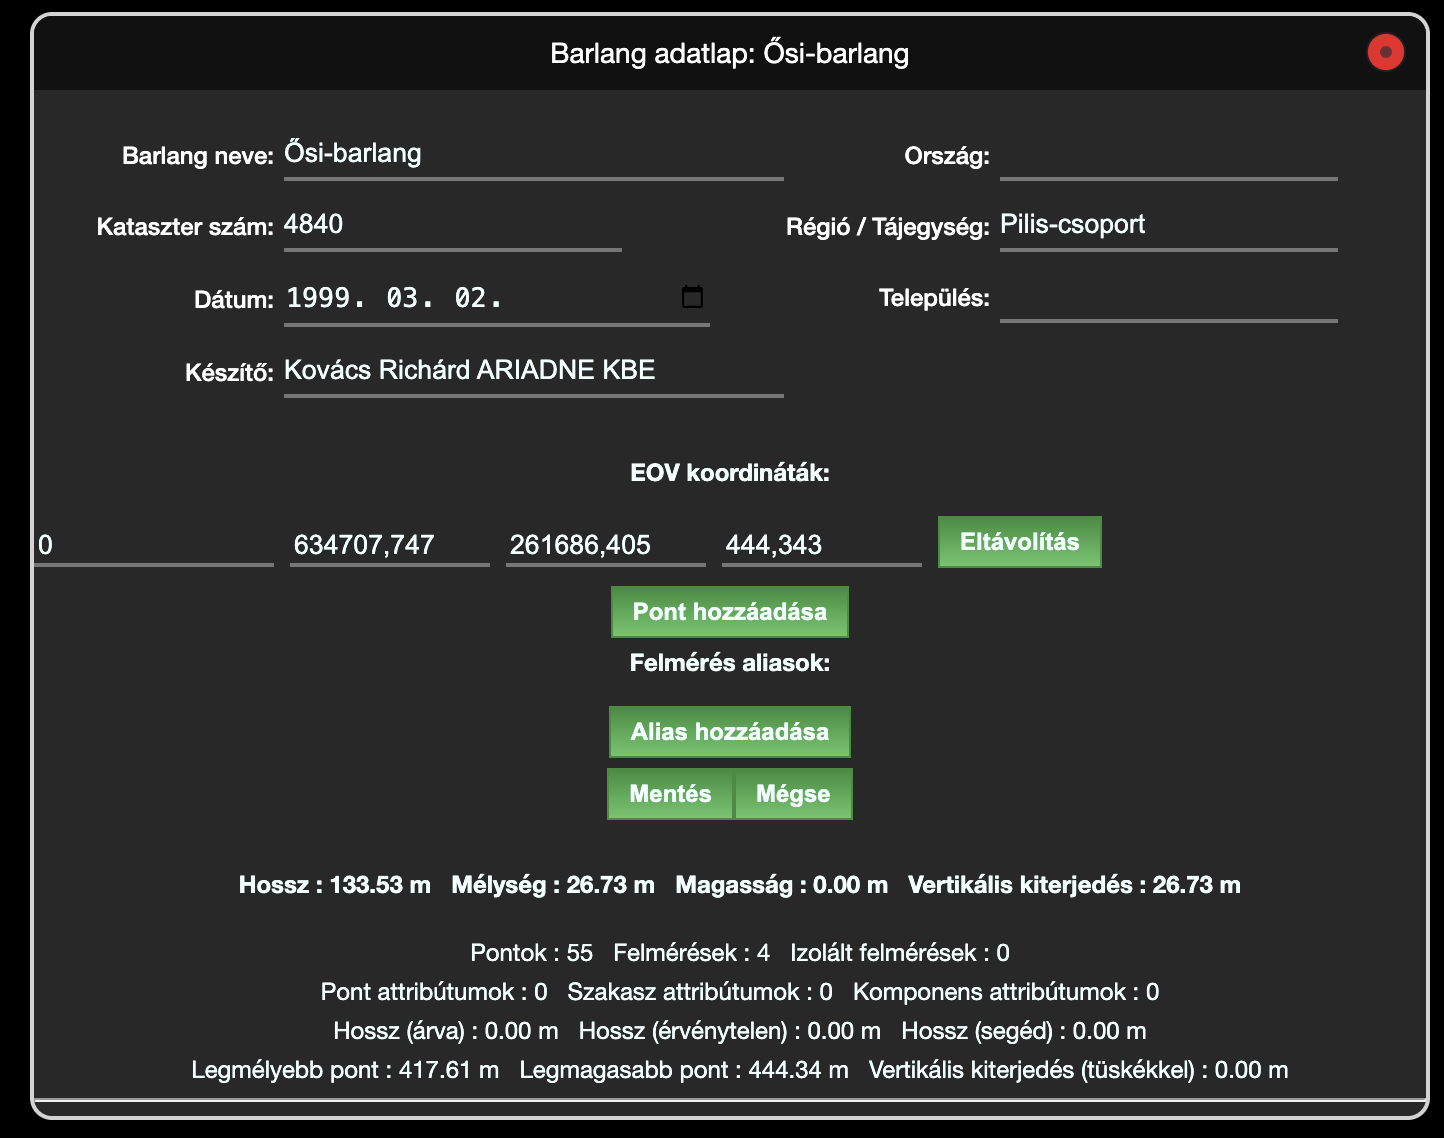 Barlang adatlap: Ősi-barlang
Barlang neve: Ősi-barlang Ország:
Kataszter szám: 4840 Régió / Tájegység: Pilis-csoport
Dátum: 1999. 03. 02. Település:
Készítő: Kovács Richárd ARIADNE KBE
EOV koordináták:
0 634707,747 261686,405 444,343 Eltávolítás
Pont hozzáadása
Felmérés aliasok:
Alias hozzáadása
Mentés Mégse
Hossz : 133.53 m Mélység : 26.73 m Magasság : 0.00 m Vertikális kiterjedés : 26.73 m
Pontok : 55 Felmérések : 4 Izolált felmérések : 0
Pont attribútumok : 0 Szakasz attribútumok : 0 Komponens attribútumok : 0
Hossz (árva) : 0.00 m Hossz (érvénytelen) : 0.00 m Hossz (segéd) : 0.00 m
Legmélyebb pont : 417.61 m Legmagasabb pont : 444.34 m Vertikális kiterjedés (tüskékkel) : 0.00 m